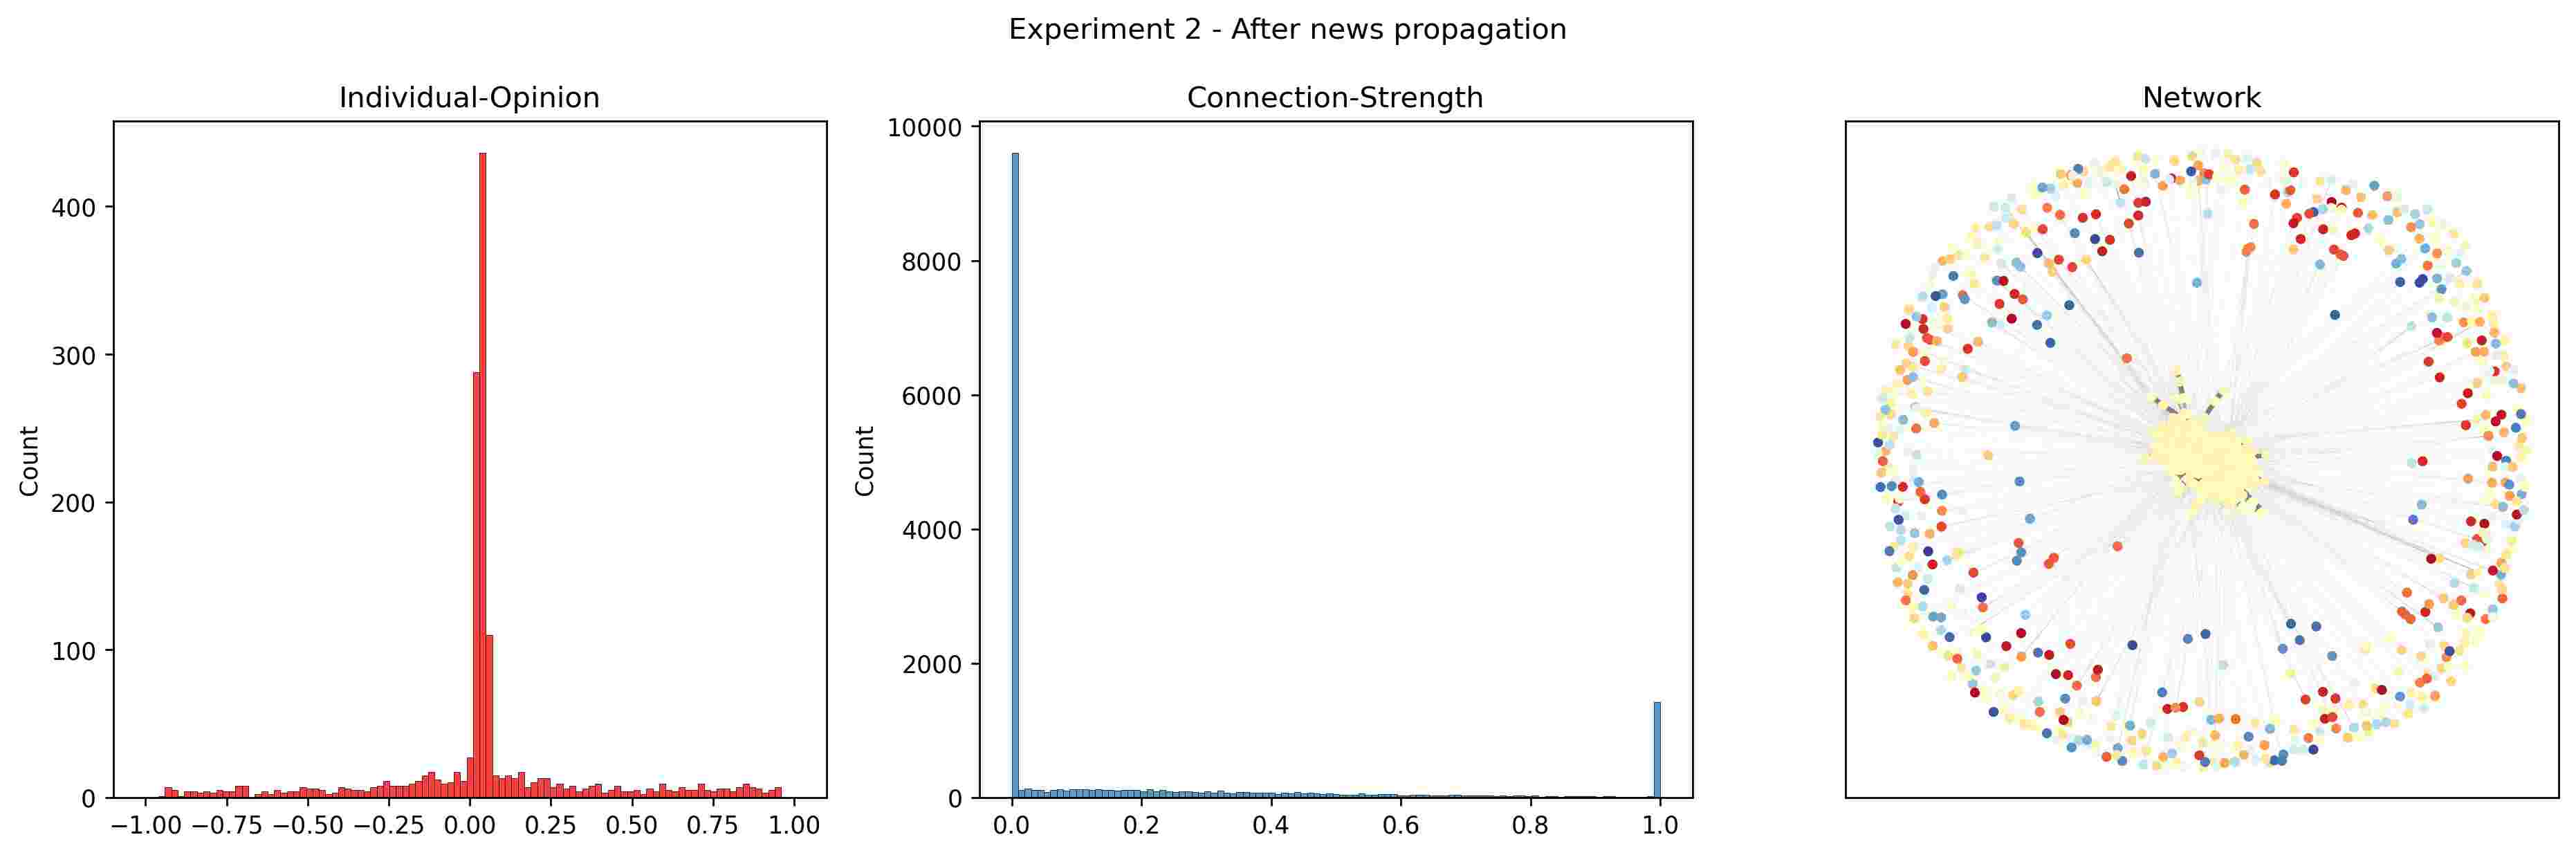 Experiment 2 - After news propagation
Individual-Opinion
Count
400
300
200
100
0
−1.00 −0.75 −0.50 −0.25 0.00 0.25 0.50 0.75 1.00
Connection-Strength
Count
10000
8000
6000
4000
2000
0
0.0 0.2 0.4 0.6 0.8 1.0
Network